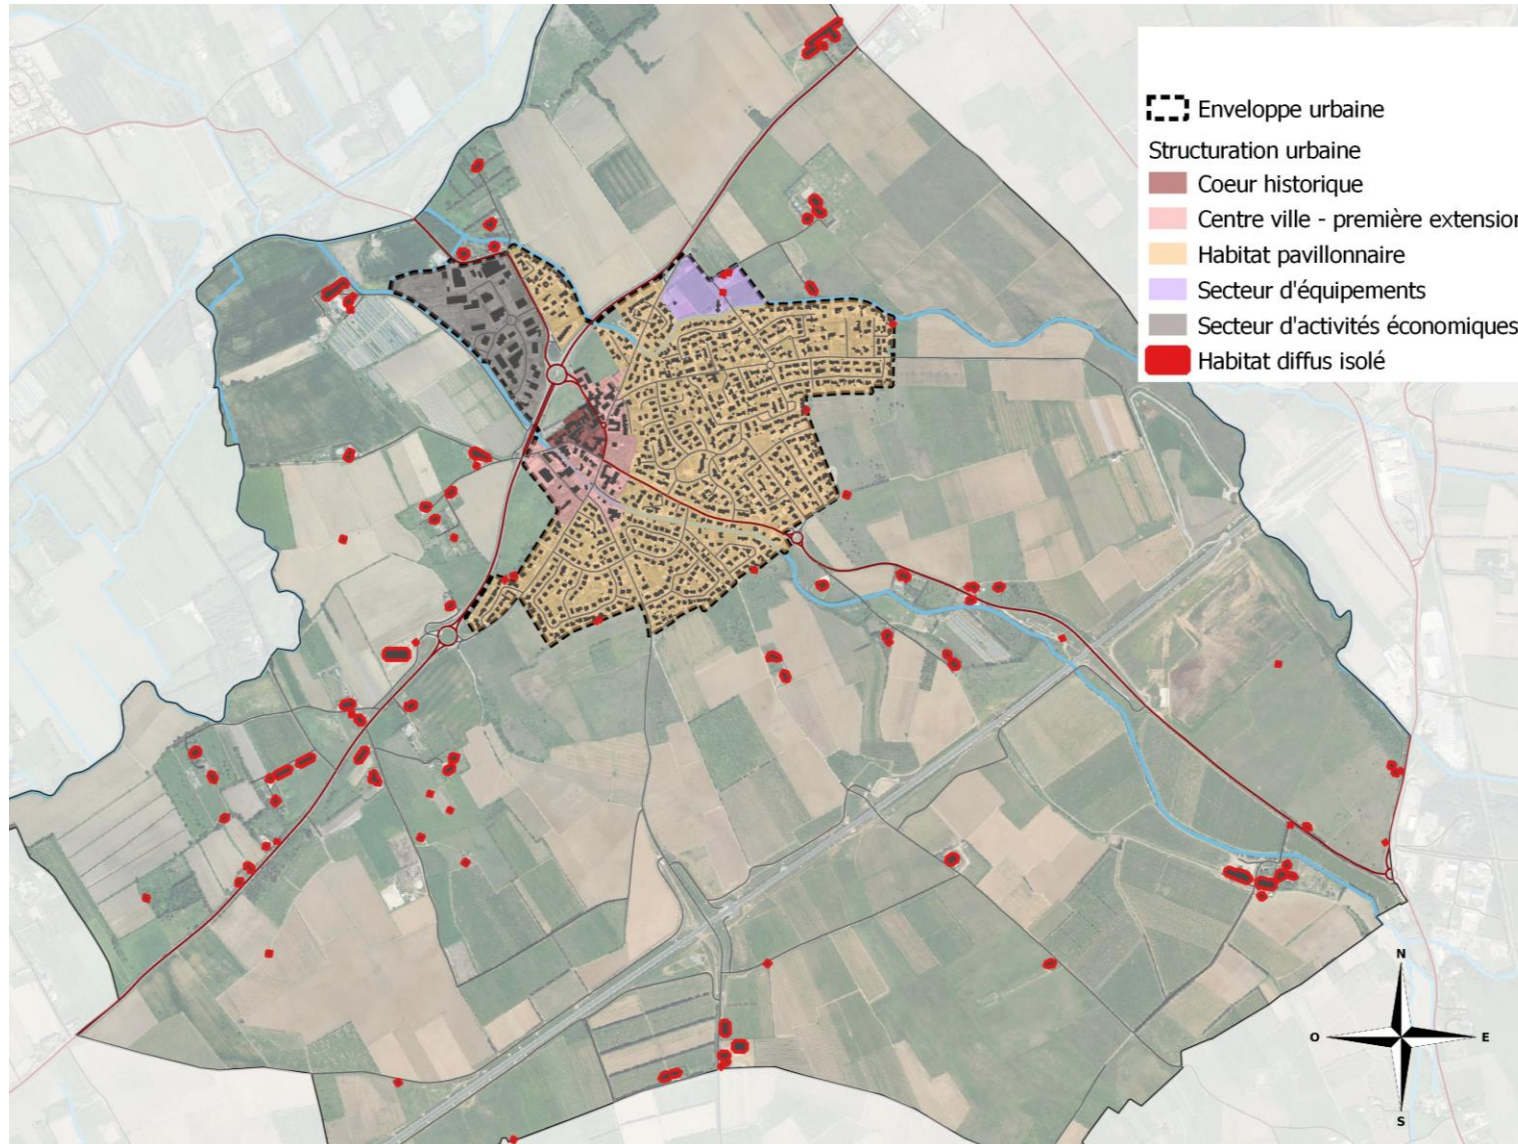 Enveloppe urbaine
Structuration urbaine
Coeur historique
Centre ville - première extension
Habitat pavillonnaire
Secteur d'équipements
Secteur d'activités économiques
Habitat diffus isolé
N
O
E
S